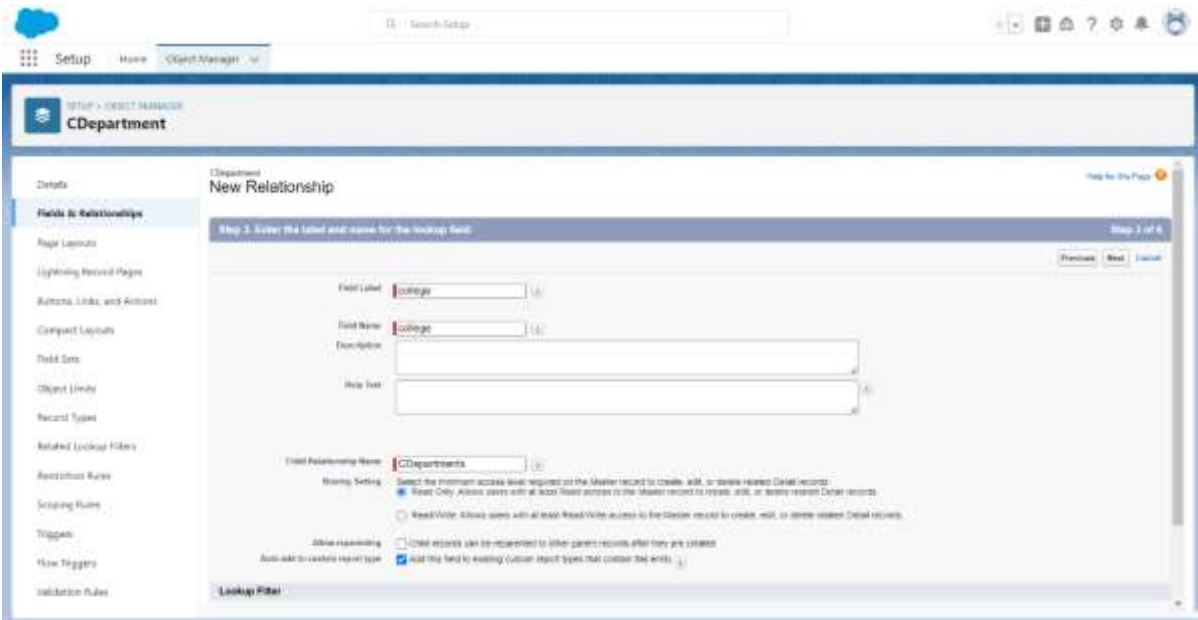 Search Setup
Setup Home Object Manager
SETUP > OBJECT MANAGER
CDepartment
Details
Fields & Relationships
Page Layouts
Lightning Record Pages
Buttons, Links, and Actions
Compact Layouts
Field Sets
Object Limits
Record Types
Related Lookup Filters
Restriction Rules
Scoping Rules
Triggers
Flow Triggers
Validation Rules
CDepartment
New Relationship
Help for this Page
Step 3. Enter the label and name for the lookup field
Step 3 of 6
Previous Next Cancel
Field Label college
Field Name college
Description
Help Text
Child Relationship Name CDepartments
Sharing Setting Select the minimum access level required on the Master record to create, edit, or delete related Detail records:
Read Only: Allows users with at least Read access to the Master record to create, edit, or delete related Detail records.
Read/Write: Allows users with at least Read/Write access to the Master record to create, edit, or delete related Detail records.
Allow reparenting Child records can be reparented to other parent records after they are created
Auto add to custom report type Add this field to existing custom report types that contain this entity
Lookup Filter